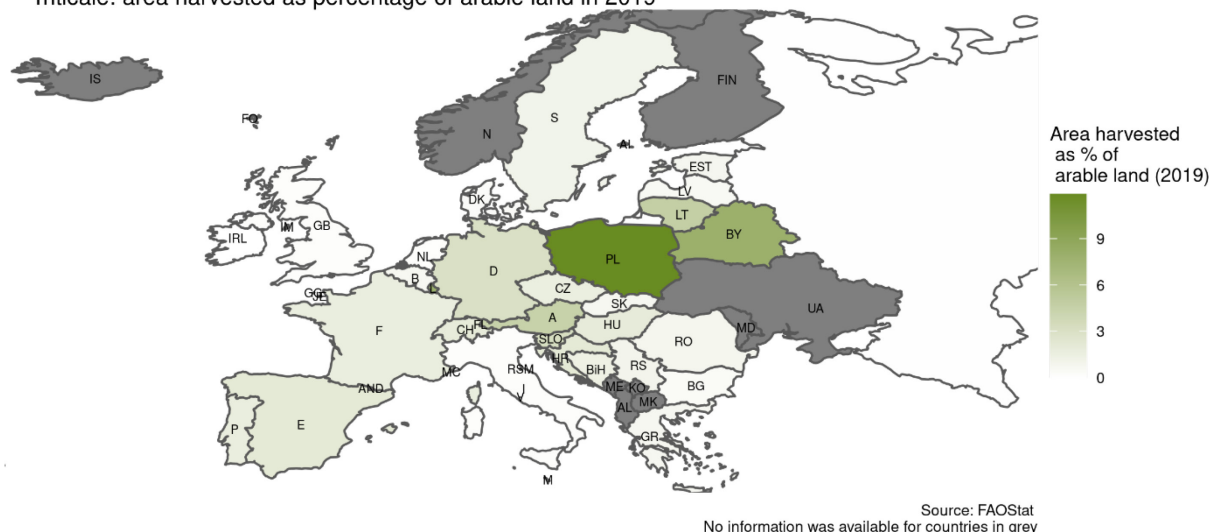 Triticale: area harvested as percentage of arable land in 2019
IS
FIN
FO
N
S
AL
EST
LV
DK
LT
IRL
IM
GB
BY
NL
PL
B
D
L
CZ
GG
JE
SK
UA
F
CH
FL
A
HU
MD
SLO
RO
HR
MC
RSM
BiH
RS
AND
I
V
ME
KO
BG
AL
MK
P
E
GR
M
Area harvested
as % of
arable land (2019)
9
6
3
0
Source: FAOStat
No information was available for countries in grey